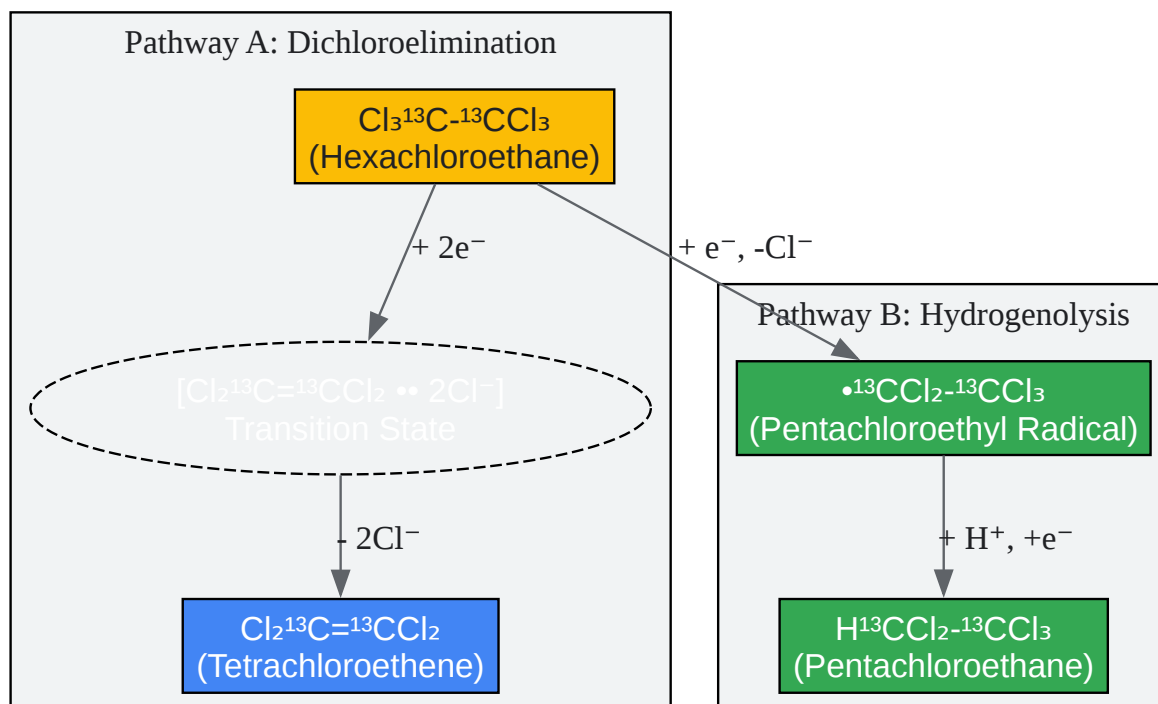 Pathway A: Dichloroelimination
Cl₃¹³C-¹³CCl₃
(Hexachloroethane)
+ 2e⁻
+ e⁻, -Cl⁻
Pathway B: Hydrogenolysis
[Cl₂¹³C=¹³CCl₂ •• 2Cl⁻]
Transition State
•¹³CCl₂-¹³CCl₃
(Pentachloroethyl Radical)
- 2Cl⁻
+ H⁺, +e⁻
Cl₂¹³C=¹³CCl₂
(Tetrachloroethene)
H¹³CCl₂-¹³CCl₃
(Pentachloroethane)